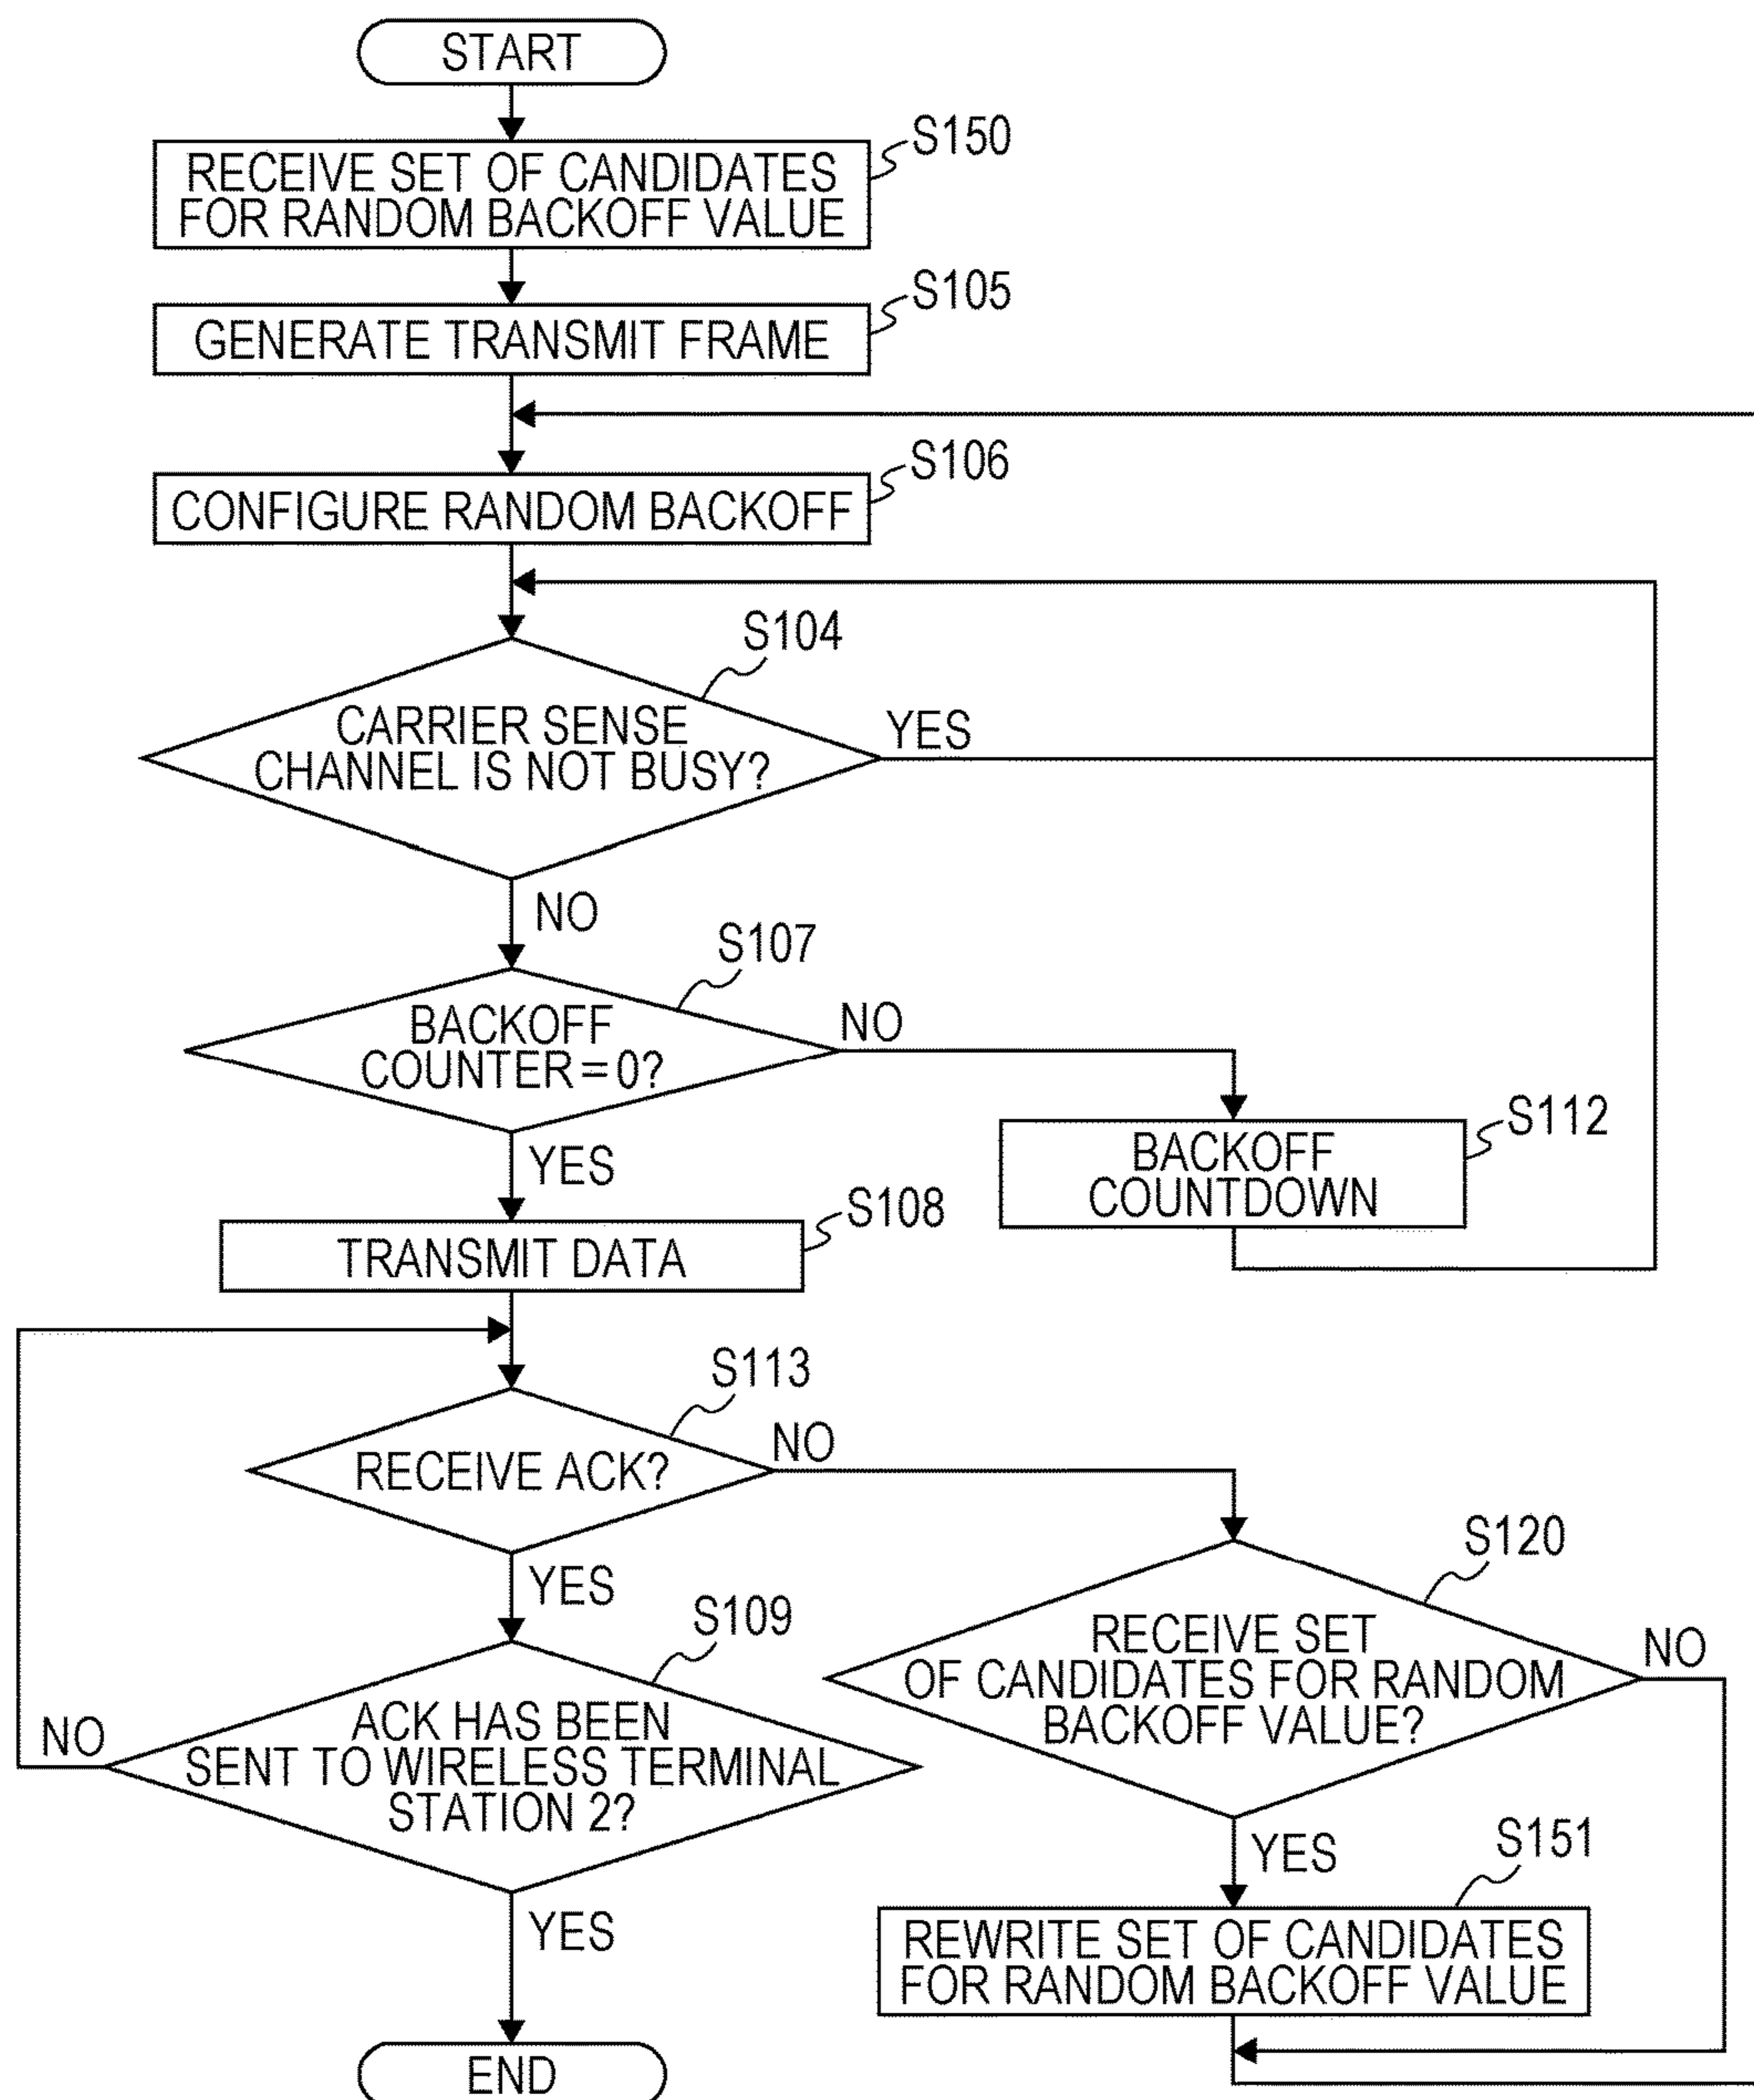 START
S150
RECEIVE SET OF CANDIDATES
FOR RANDOM BACKOFF VALUE
S105
GENERATE TRANSMIT FRAME
S106
CONFIGURE RANDOM BACKOFF
S104
CARRIER SENSE
CHANNEL IS NOT BUSY?
YES
NO
S107
BACKOFF
COUNTER = 0?
NO
YES
S112
BACKOFF
COUNTDOWN
S108
TRANSMIT DATA
S113
RECEIVE ACK?
NO
YES
S120
RECEIVE SET
OF CANDIDATES FOR RANDOM
BACKOFF VALUE?
NO
YES
S109
ACK HAS BEEN
SENT TO WIRELESS TERMINAL
STATION 2?
NO
YES
S151
REWRITE SET OF CANDIDATES
FOR RANDOM BACKOFF VALUE
END